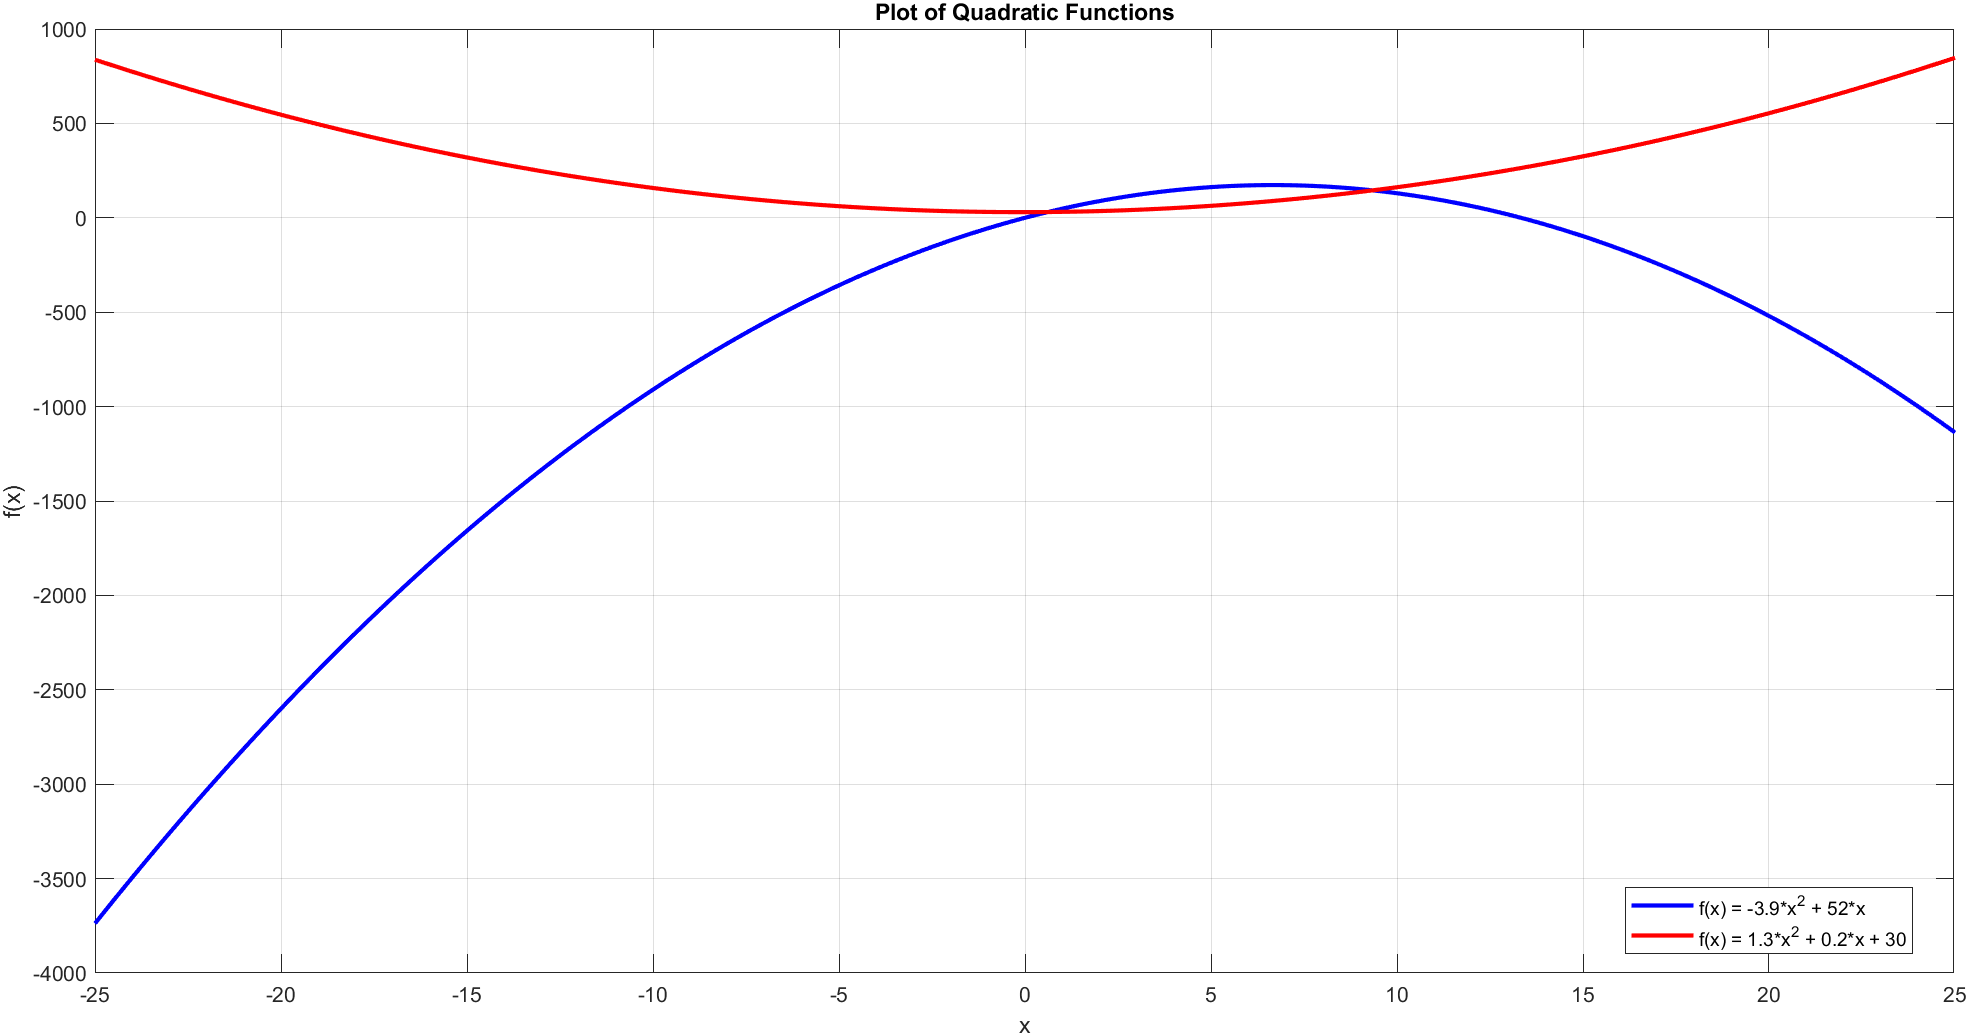 Plot of Quadratic Functions
1000
500
0
-500
-1000
-1500
-2000
-2500
-3000
-3500
-4000
f(x)
-25 -20 -15 -10 -5 0 5 10 15 20 25
x
f(x) = -3.9*x² + 52*x
f(x) = 1.3*x² + 0.2*x + 30